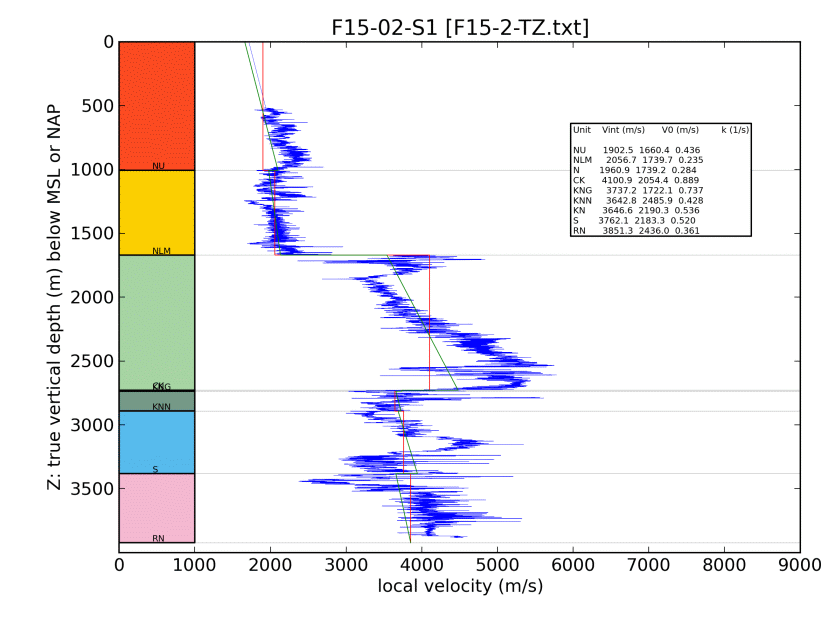 F15-02-S1 [F15-2-TZ.txt]
Z: true vertical depth (m) below MSL or NAP
0
500
1000
1500
2000
2500
3000
3500
NU
NLM
KNG
KNN
S
RN
Unit Vint (m/s) V0 (m/s) k (1/s)
NU 1902.5 1660.4 0.436
NLM 2056.7 1739.7 0.235
N 1960.9 1739.2 0.284
CK 4100.9 2054.4 0.889
KNG 3737.2 1722.1 0.737
KNN 3642.8 2485.9 0.428
KN 3646.6 2190.3 0.536
S 3762.1 2183.3 0.520
RN 3851.3 2436.0 0.361
0 1000 2000 3000 4000 5000 6000 7000 8000 9000
local velocity (m/s)